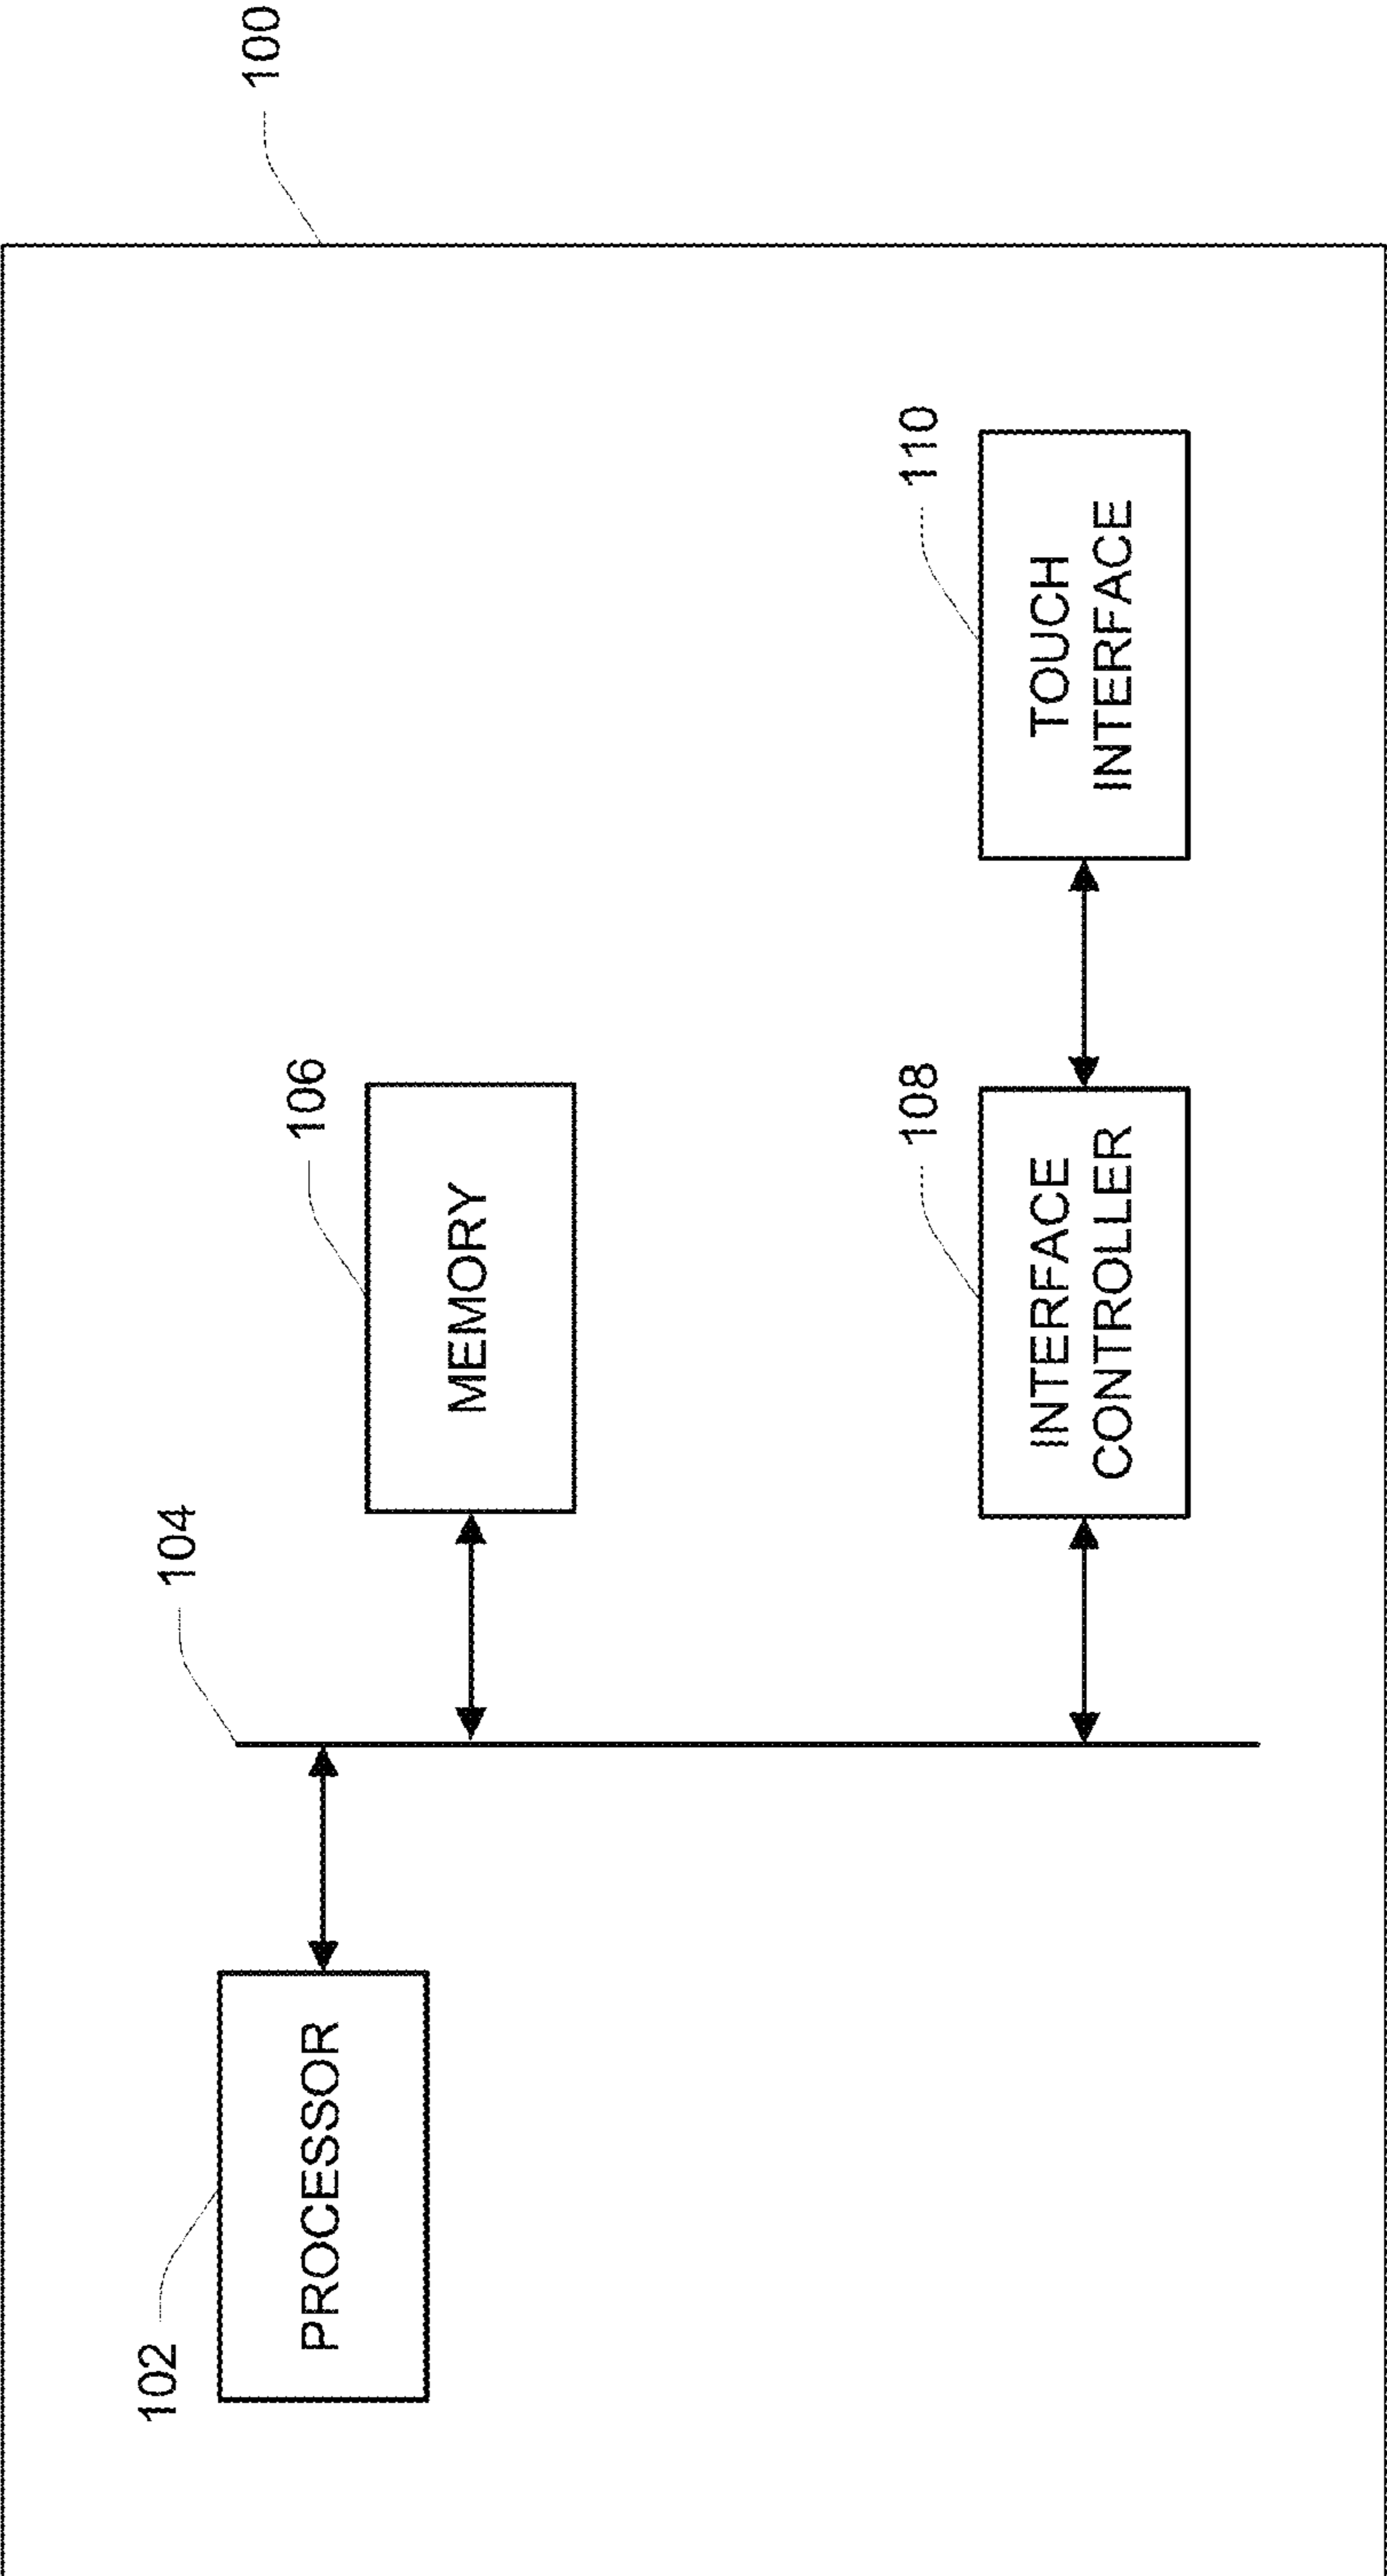 100
102
PROCESSOR
104
106
MEMORY
108
INTERFACE
CONTROLLER
110
TOUCH
INTERFACE